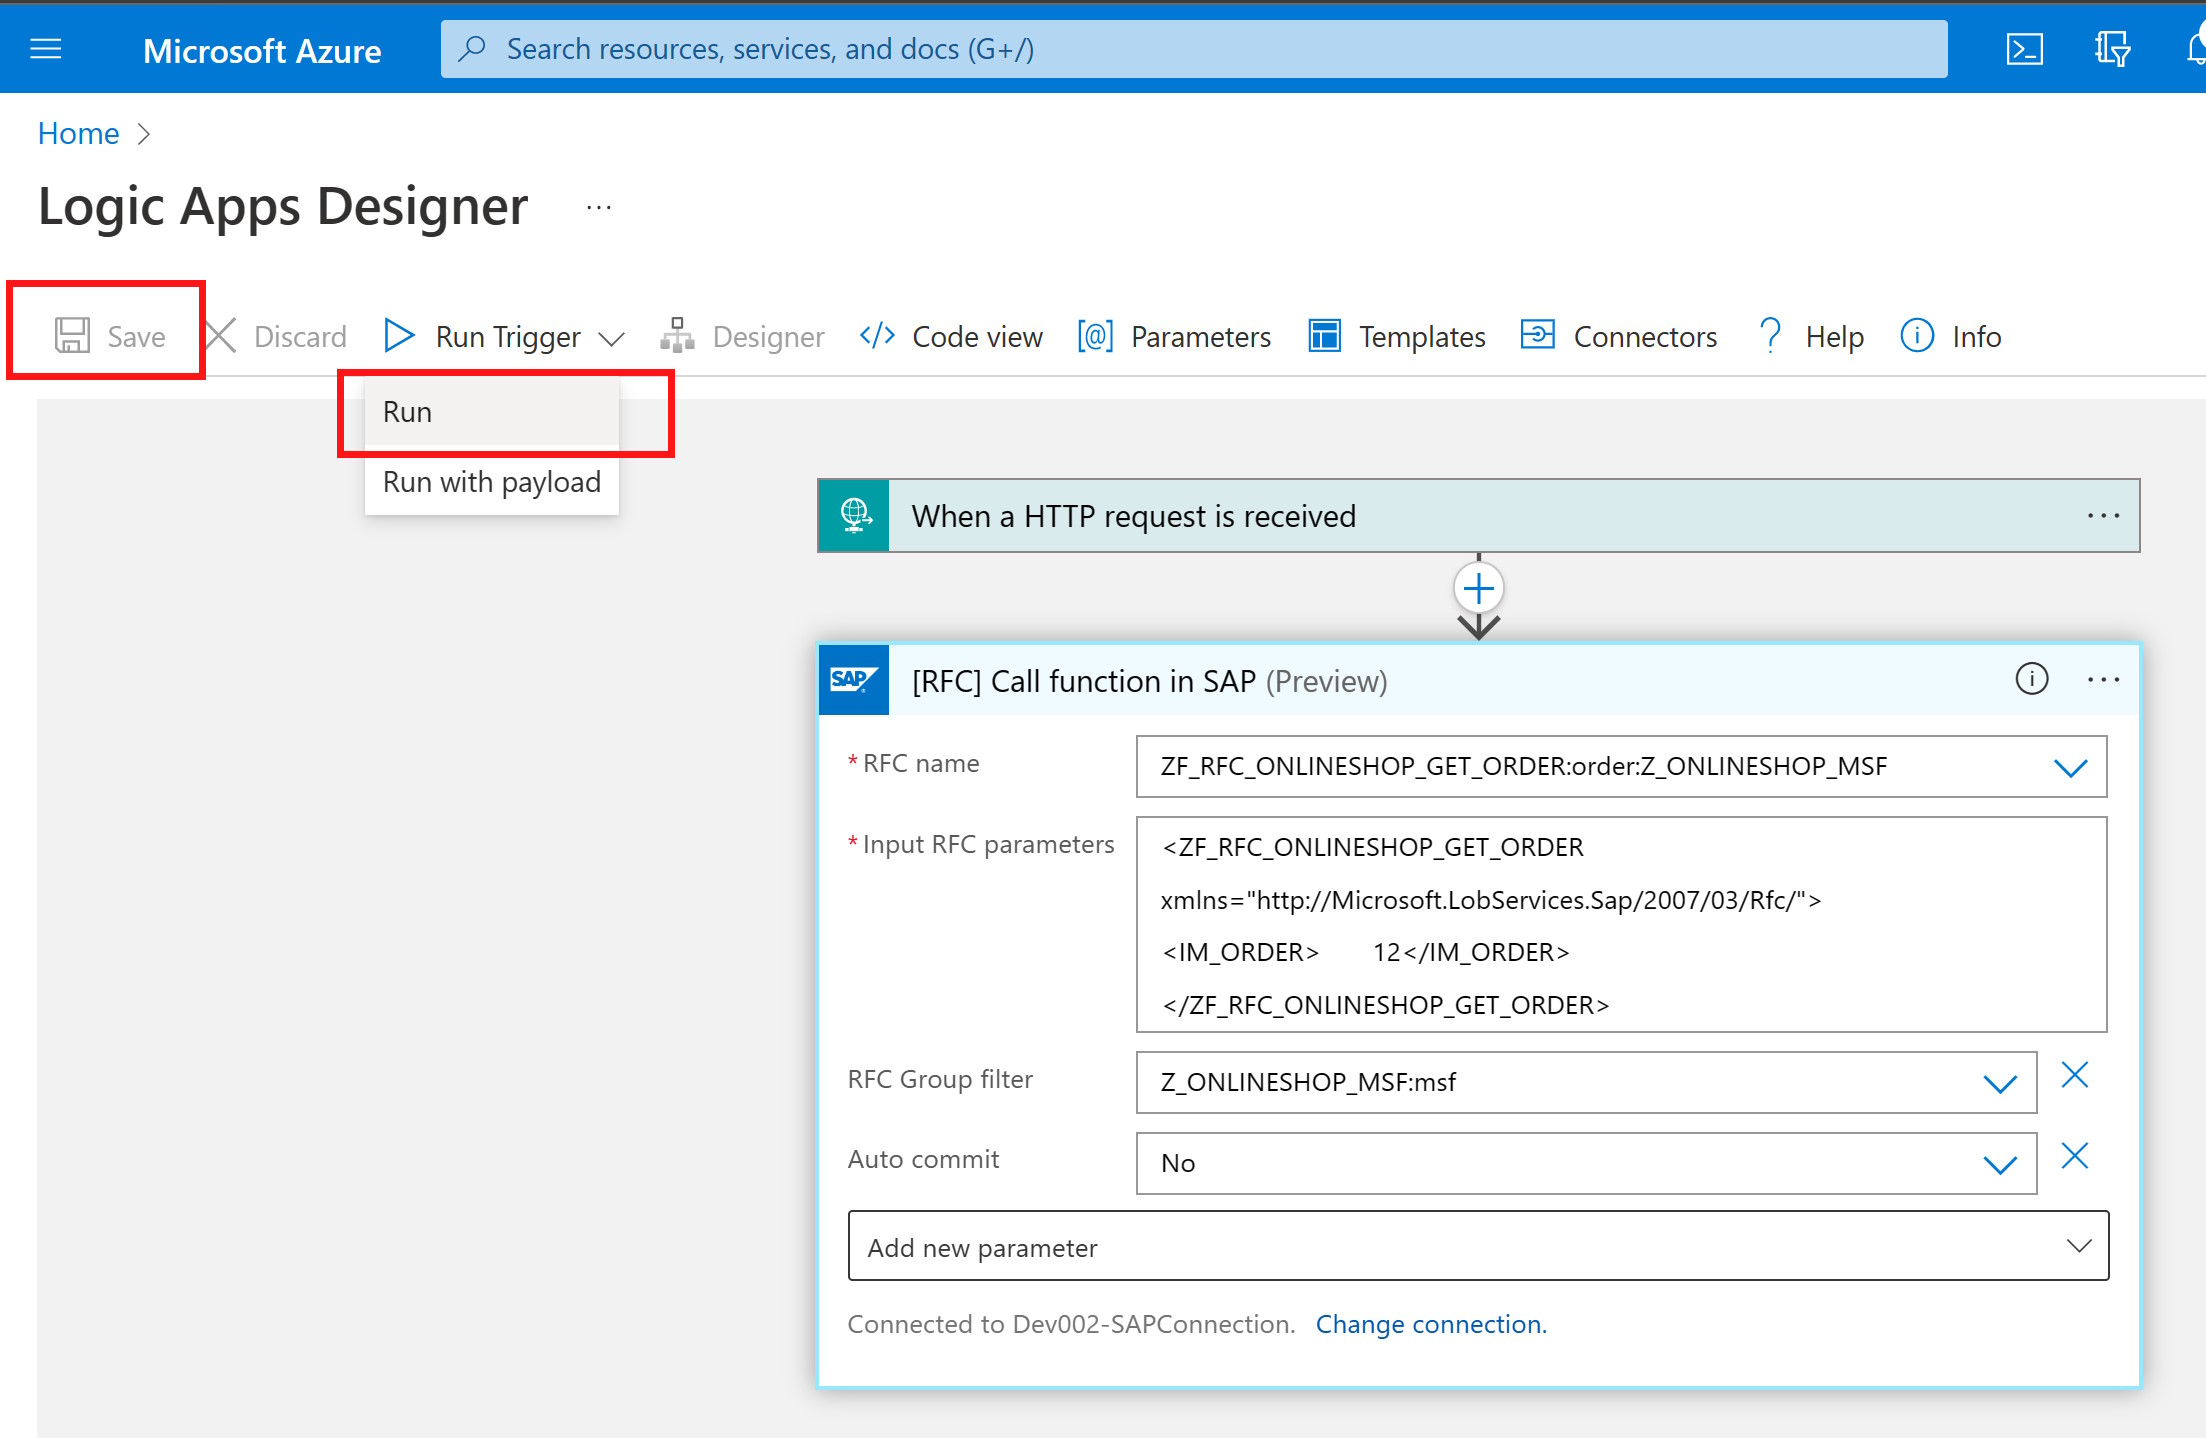 Microsoft Azure
Search resources, services, and docs (G+/)
Home
Logic Apps Designer
...
Save Discard Run Trigger Designer </> Code view [@] Parameters Templates Connectors ? Help Info
Run
Run with payload
When a HTTP request is received
SAP [RFC] Call function in SAP (Preview)
* RFC name ZF_RFC_ONLINESHOP_GET_ORDER:order:Z_ONLINESHOP_MSF
* Input RFC parameters <ZF_RFC_ONLINESHOP_GET_ORDER
xmlns="http://Microsoft.LobServices.Sap/2007/03/Rfc/">
<IM_ORDER>        12</IM_ORDER>
</ZF_RFC_ONLINESHOP_GET_ORDER>
RFC Group filter Z_ONLINESHOP_MSF:msf
Auto commit No
Add new parameter
Connected to Dev002-SAPConnection. Change connection.